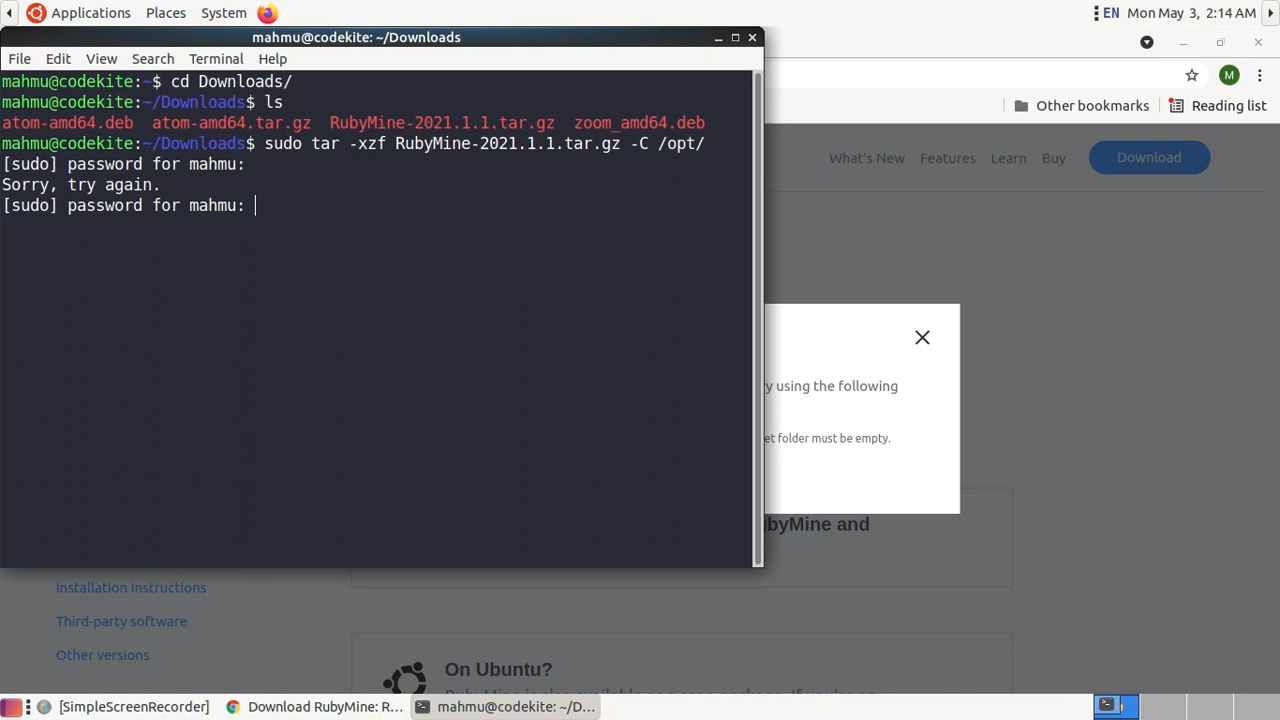 Applications Places System EN Mon May 3, 2:14 AM
mahmu@codekite: ~/Downloads
File Edit View Search Terminal Help
mahmu@codekite:~$ cd Downloads/
mahmu@codekite:~/Downloads$ ls
atom-amd64.deb atom-amd64.tar.gz RubyMine-2021.1.1.tar.gz zoom_amd64.deb
mahmu@codekite:~/Downloads$ sudo tar -xzf RubyMine-2021.1.1.tar.gz -C /opt/
[sudo] password for mahmu:
Sorry, try again.
[sudo] password for mahmu:
M
Other bookmarks Reading list
What's New Features Learn Buy Download
using the following
folder must be empty.
and
Installation Instructions
Third-party software
Other versions
On Ubuntu?
[SimpleScreenRecorder] Download RubyMine: R... mahmu@codekite: ~/D...